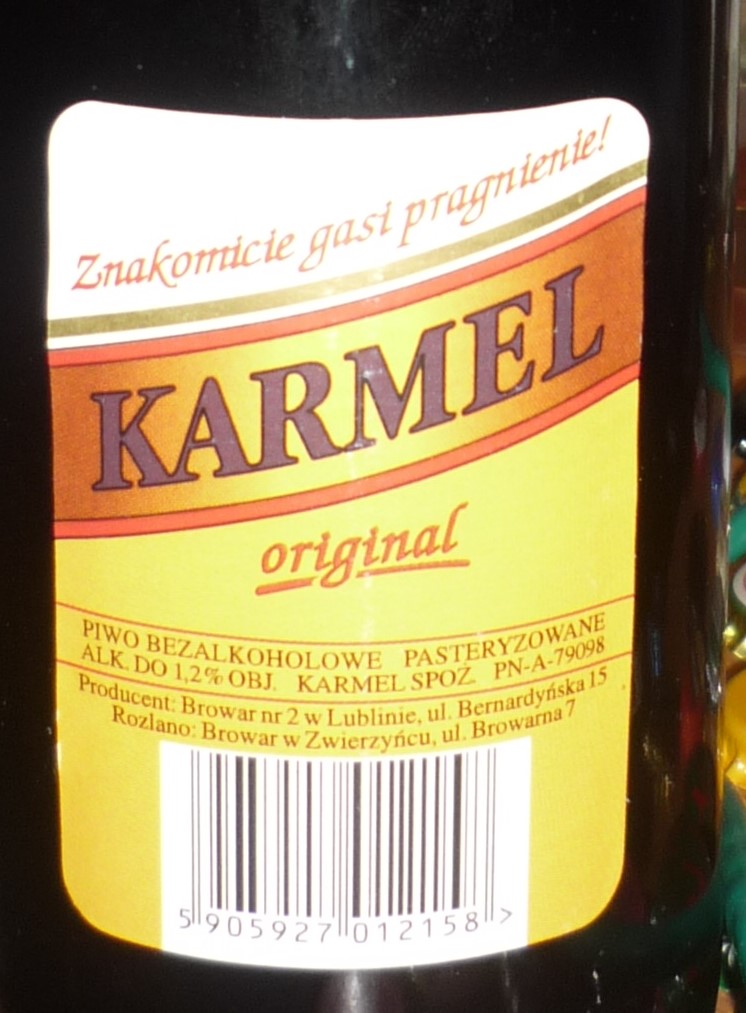 Znakomicie gasi pragnienie!
KARMEL
original
PIWO BEZALKOHOLOWE PASTERYZOWANE
ALK. DO 1,2% OBJ. KARMEL SPOŻ. PN-A-79098
Producent: Browar nr 2 w Lublinie, ul. Bernardyńska 15
Rozlano: Browar w Zwierzyńcu, ul. Browarna 7
5 905927 012158 >